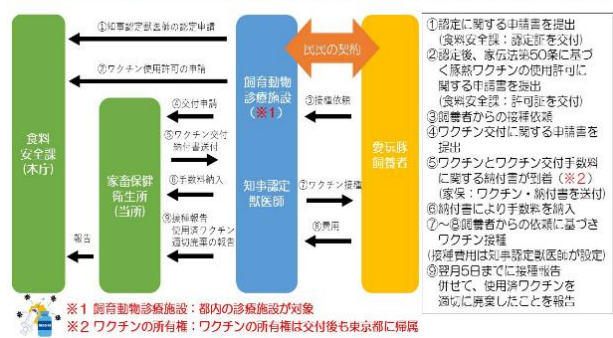 ①知事認定獣医師の認定申請
②ワクチン使用許可の申請
食料
安全課
(本庁)
家畜保健
衛生所
(当所)
④交付申請
⑤ワクチン交付
納付書送付
⑥手数料納入
⑨接種報告
使用済ワクチン
適切廃棄の報告
報告
飼育動物
診療施設
(※1)
知事認定
獣医師
民民の契約
③接種依頼
⑦ワクチン接種
⑧費用
愛玩豚
飼養者
①認定に関する申請書を提出
(食料安全課:認定証を交付)
②認定後、家伝法第50条に基づ
く豚熱ワクチンの使用許可に
関する申請書を提出
(食料安全課:許可証を交付)
③飼養者からの接種依頼
④ワクチン交付に関する申請書を
提出
⑤ワクチンとワクチン交付手数料
に関する納付書が到着(※2)
(家保:ワクチン・納付書を送付)
⑥納付書により手数料を納入
⑦~⑧飼養者からの依頼に基づき
ワクチン接種
(接種費用は知事認定獣医師が設定)
⑨翌月5日までに接種報告
併せて、使用済ワクチンを
適切に廃棄したことを報告
※1 飼育動物診療施設:都内の診療施設が対象
※2 ワクチンの所有権:ワクチンの所有権は交付後も東京都に帰属